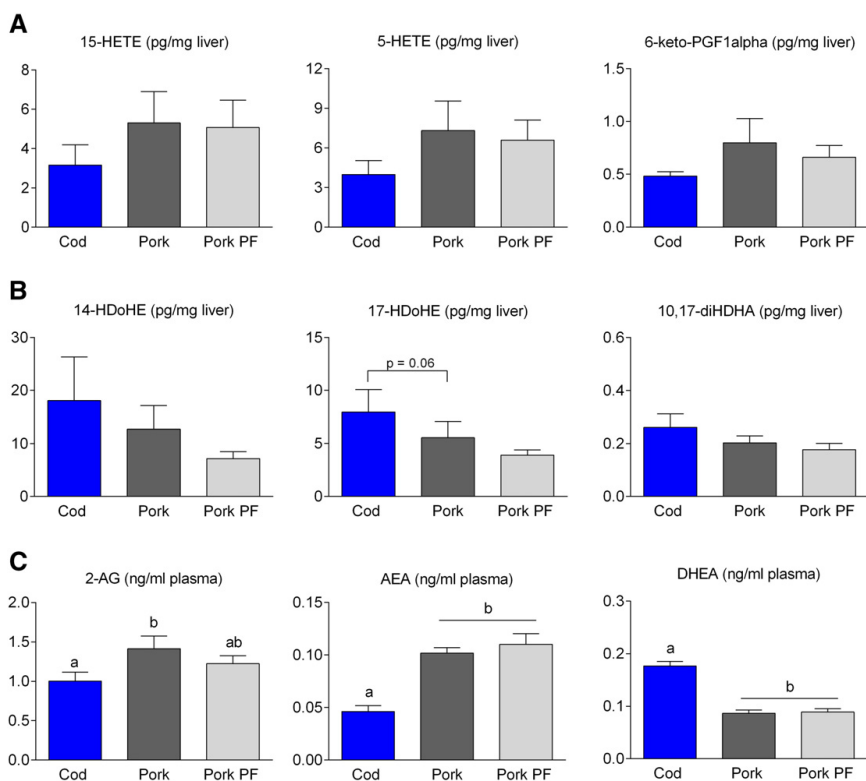 A
15-HETE (pg/mg liver)
8
6
4
2
0
Cod Pork Pork PF
5-HETE (pg/mg liver)
12
9
6
3
0
Cod Pork Pork PF
6-keto-PGF1alpha (pg/mg liver)
1.5
1.0
0.5
0.0
Cod Pork Pork PF
B
14-HDoHE (pg/mg liver)
30
20
10
0
Cod Pork Pork PF
17-HDoHE (pg/mg liver)
15
10
5
0
p = 0.06
Cod Pork Pork PF
10,17-diHDHA (pg/mg liver)
0.6
0.4
0.2
0.0
Cod Pork Pork PF
C
2-AG (ng/ml plasma)
2.0
1.5
1.0
0.5
0.0
a b ab
Cod Pork Pork PF
AEA (ng/ml plasma)
0.15
0.10
0.05
0.00
a b
Cod Pork Pork PF
DHEA (ng/ml plasma)
0.3
0.2
0.1
0.0
a b
Cod Pork Pork PF